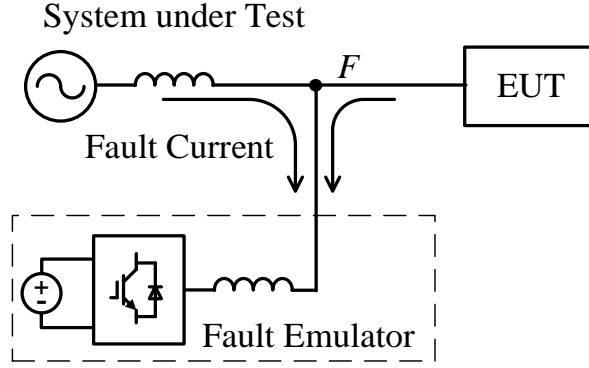 System under Test
F
EUT
Fault Current
+
-
Fault Emulator